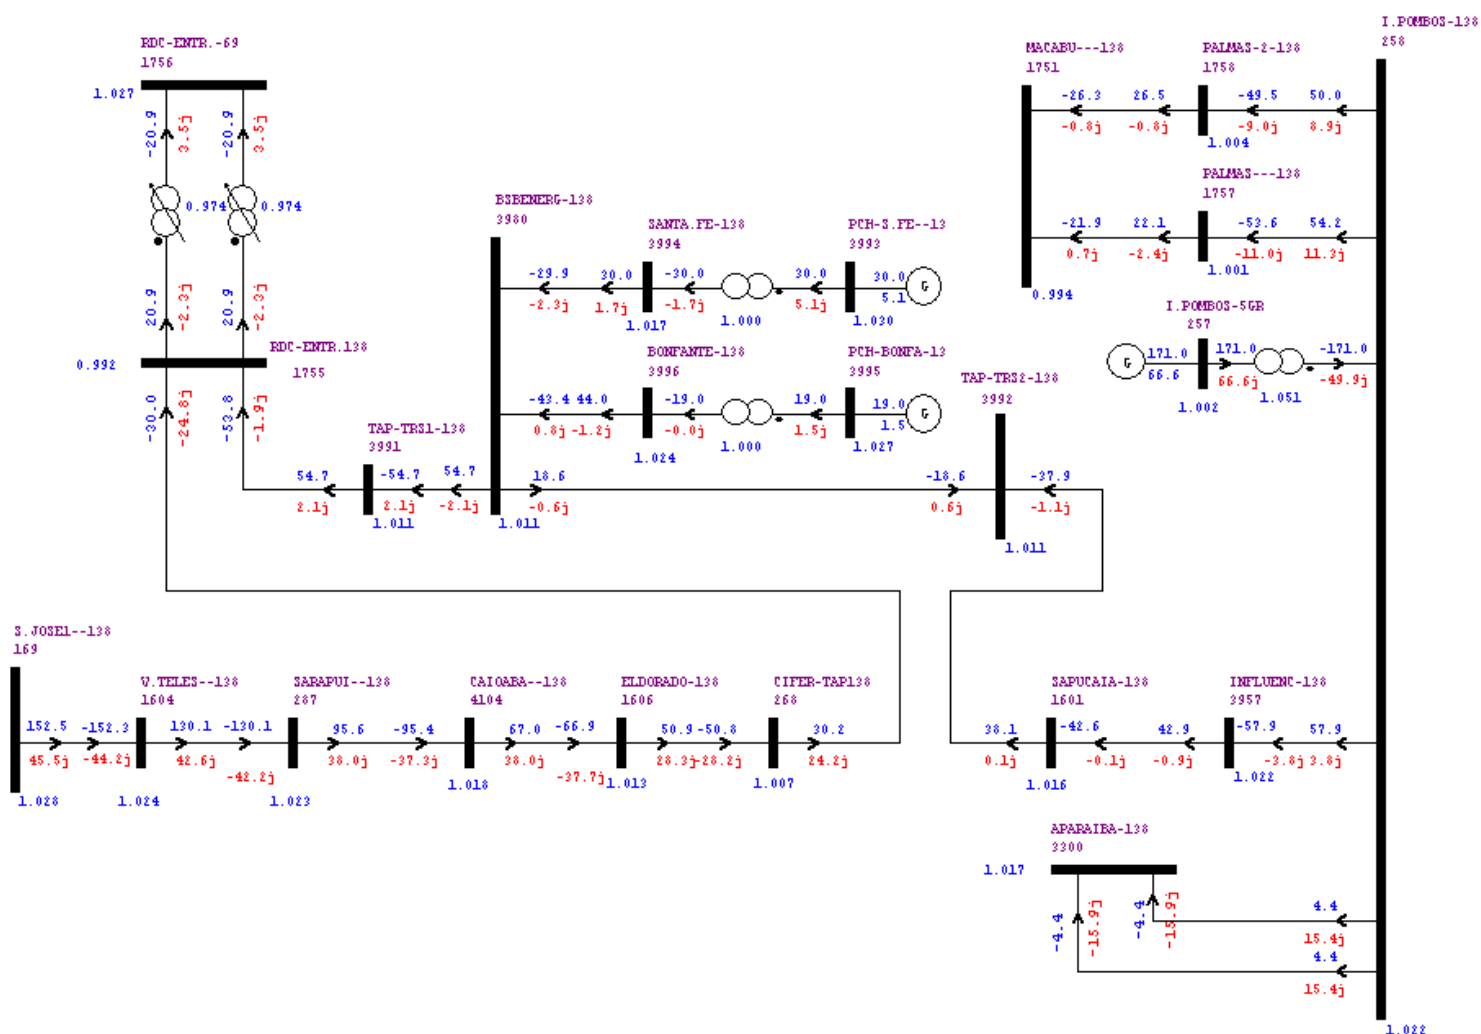 I.POMBOS-138
258
RDC-ENTR.-69
1756
1.027
-20.9
3.5j
-20.9
3.5j
0.974
0.974
20.9
-2.3j
20.9
-2.3j
0.992
RDC-ENTR.138
1755
-30.0
-24.8j
-53.8
-1.9j
MACABU---138
1751
PALMAS-2-138
1758
-26.3 26.5 -49.5 50.0
-0.8j -0.8j -9.0j 8.9j
1.004
PALMAS---138
1757
-21.9 22.1 -53.6 54.2
0.7j -2.4j -11.0j 11.3j
1.001
0.994
BSBENERG-138
3980
SANTA.FE-138
3994
PCH-S.FE--13
3993
-29.9 30.0 -30.0 30.0 30.0
-2.3j 1.7j -1.7j 5.1j 5.1
G
1.017 1.000 1.030
BONFANTE-138
3996
PCH-BONFA-13
3995
-43.4 44.0 -19.0 19.0 19.0
0.8j -1.2j -0.0j 1.5j 1.5
G
1.024 1.000 1.027
I.POMBOS-5GR
257
G
171.0 171.0 -171.0
66.6 66.6j -49.9j
1.002 1.051
TAP-TRS2-138
3992
TAP-TRS1-138
3991
54.7 -54.7 54.7 18.6 -18.6 -37.9
2.1j 2.1j -2.1j -0.6j 0.6j -1.1j
1.011 1.011 1.011
S.JOSE1--138
169
V.TELES--138
1604
SARAPUI--138
287
CAIOABA--138
4104
ELDORADO-138
1606
CIFER-TAP138
268
152.5 -152.3 130.1 -130.1 95.6 -95.4 67.0 -66.9 50.9 -50.8 30.2
45.5j -44.2j 42.6j -42.2j 38.0j -37.3j 38.0j -37.7j 28.3j -28.2j 24.2j
1.028 1.024 1.023 1.018 1.013 1.007
SAPUCAIA-138
1601
INFLUENC-138
3957
38.1 -42.6 42.9 -57.9 57.9
0.1j -0.1j -0.9j -3.8j 3.8j
1.016 1.022
APARAIBA-138
3300
1.017
-4.4
-15.9j
-4.4
-15.9j
4.4
15.4j
4.4
15.4j
1.022